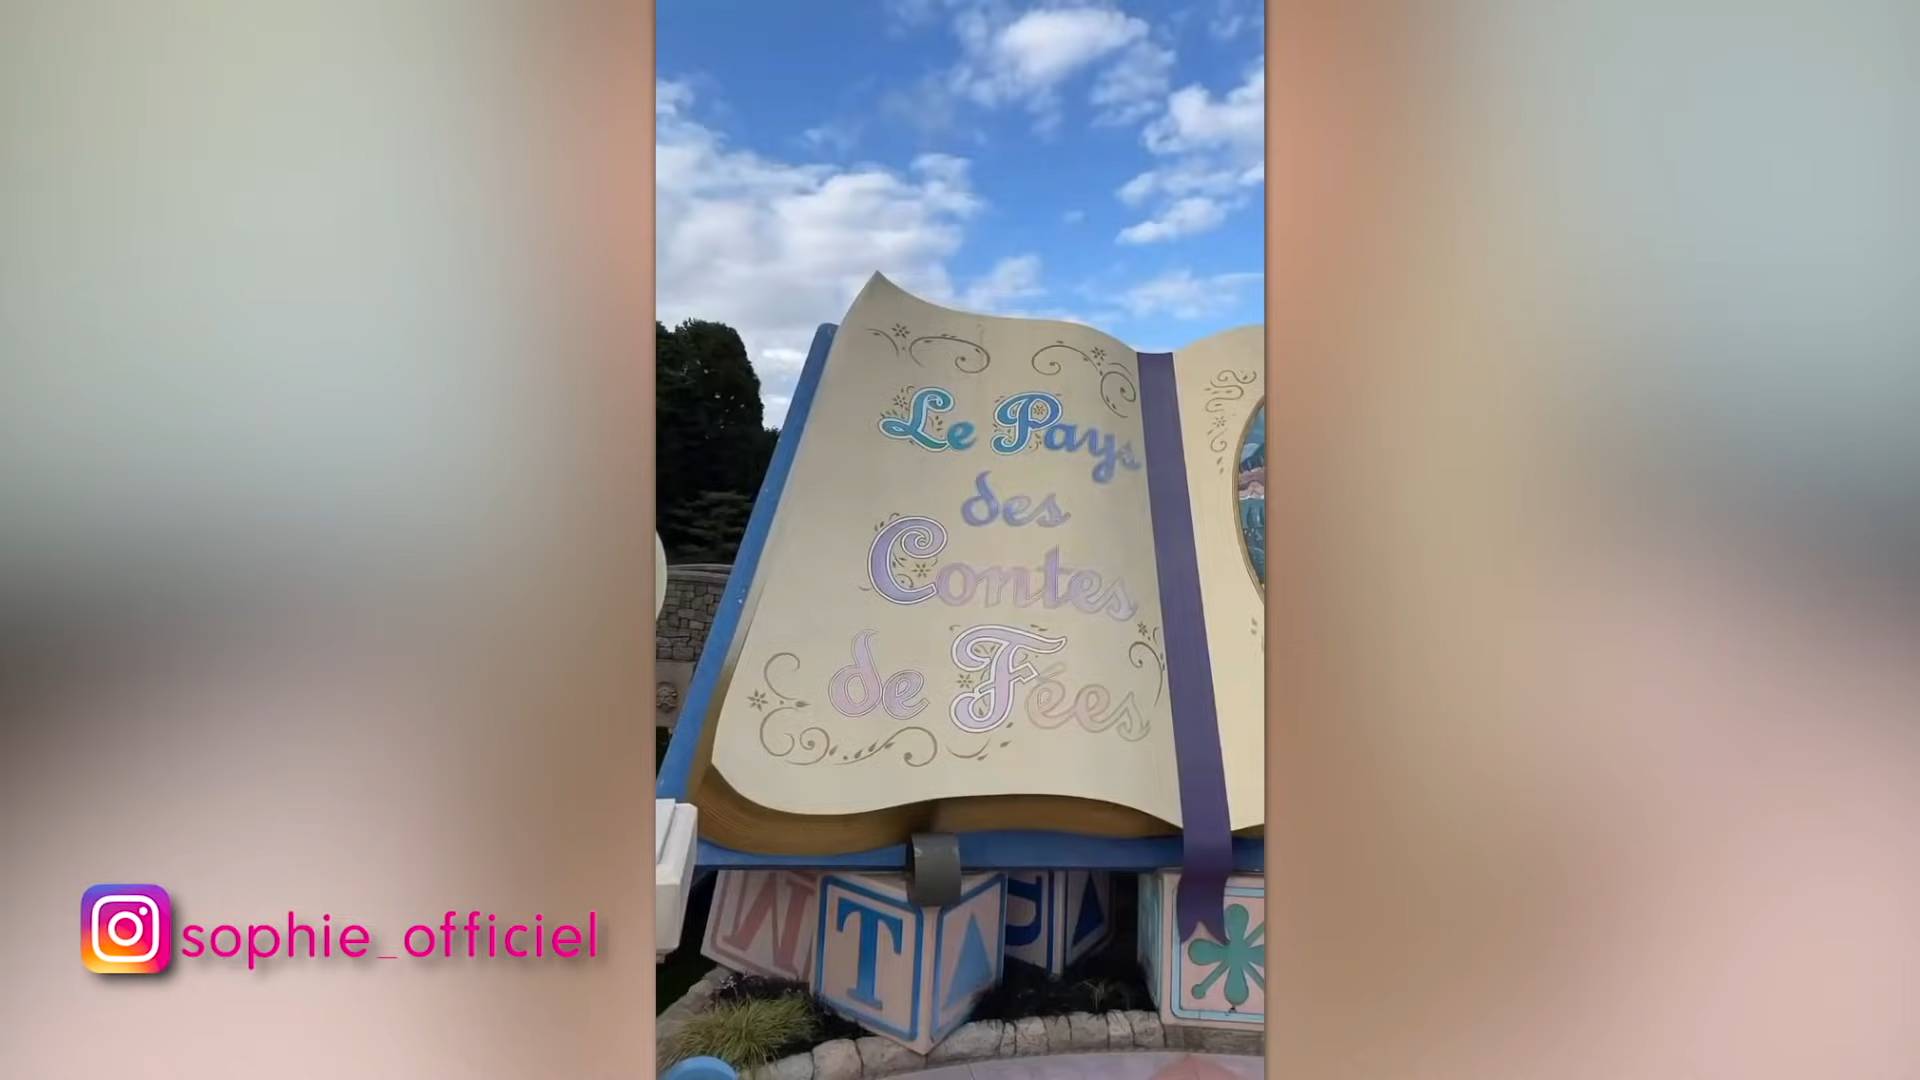 Le Pays
des
Contes
de Fées
N T U
sophie_officiel